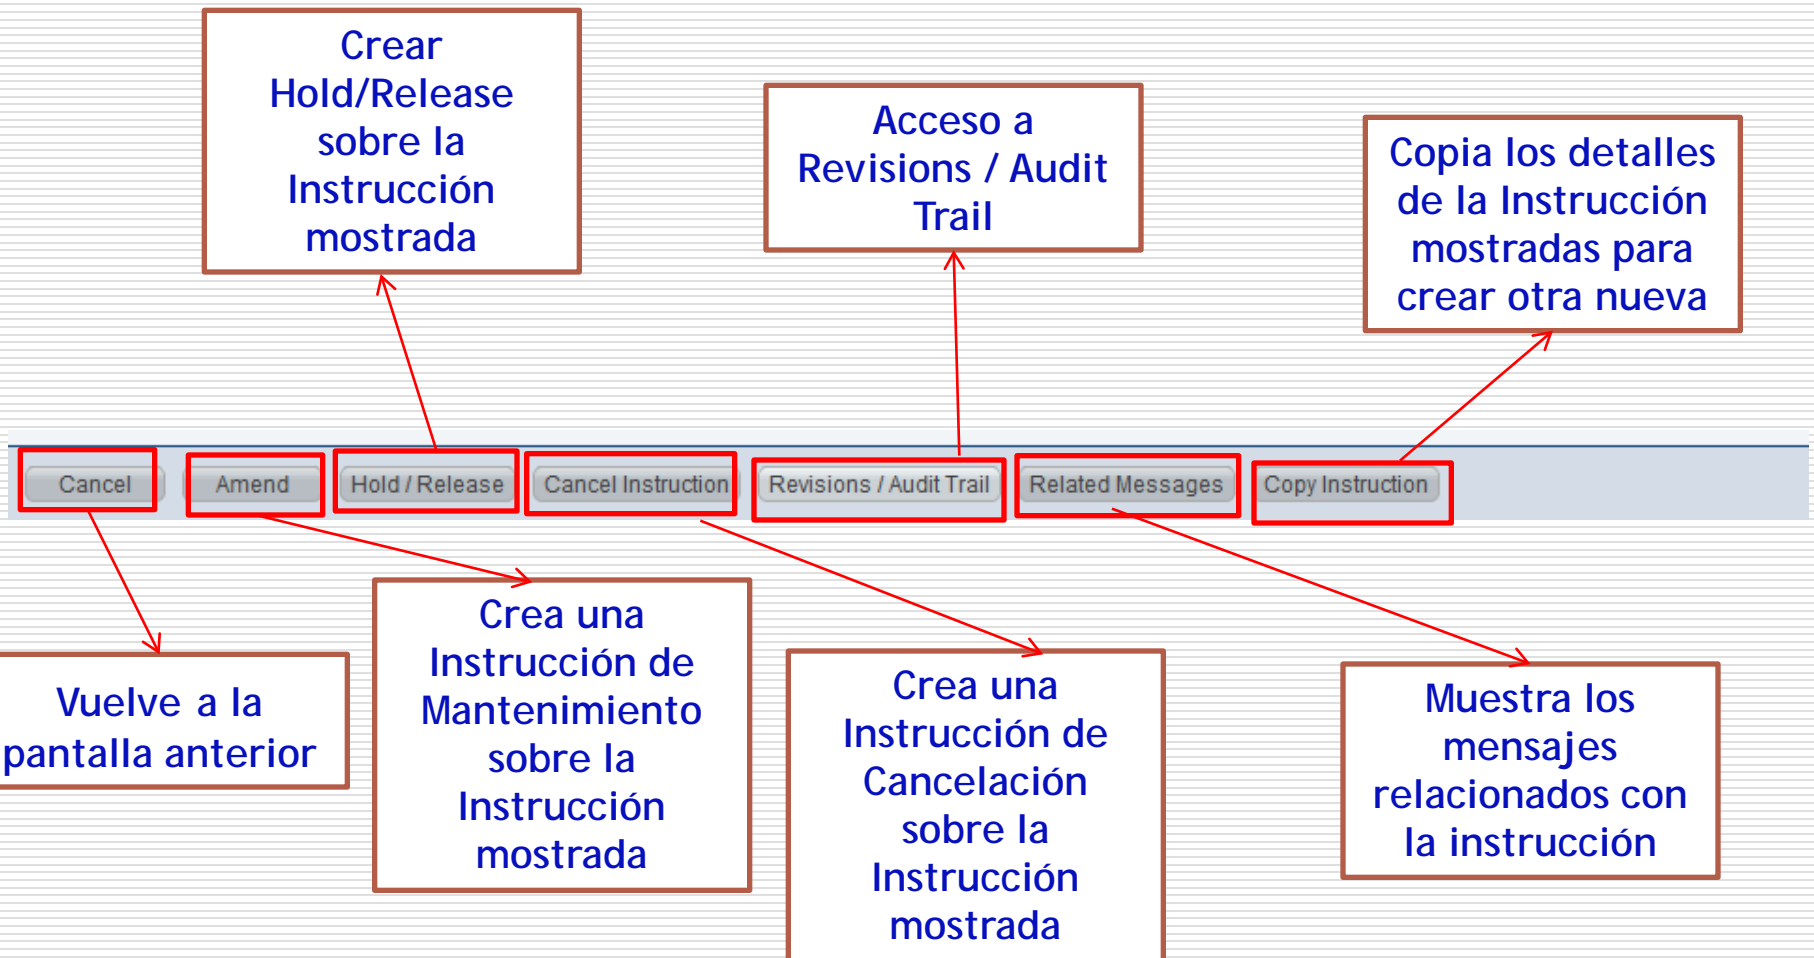 Crear
Hold/Release
sobre la
Instrucción
mostrada
Acceso a
Revisions / Audit
Trail
Copia los detalles
de la Instrucción
mostradas para
crear otra nueva
Cancel
Amend
Hold / Release
Cancel Instruction
Revisions / Audit Trail
Related Messages
Copy Instruction
Vuelve a la
pantalla anterior
Crea una
Instrucción de
Mantenimiento
sobre la
Instrucción
mostrada
Crea una
Instrucción de
Cancelación
sobre la
Instrucción
mostrada
Muestra los
mensajes
relacionados con
la instrucción